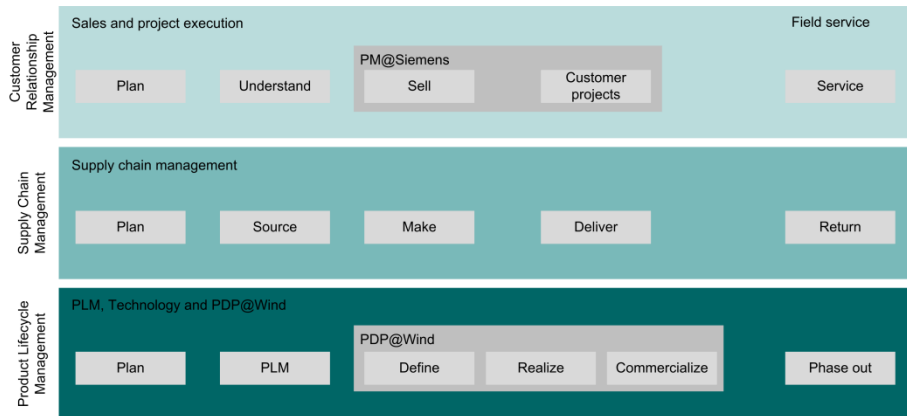 Customer
Relationship
Management
Sales and project execution
Field service
PM@Siemens
Plan
Understand
Sell
Customer
projects
Service
Supply Chain
Management
Supply chain management
Plan
Source
Make
Deliver
Return
Product Lifecycle
Management
PLM, Technology and PDP@Wind
PDP@Wind
Plan
PLM
Define
Realize
Commercialize
Phase out